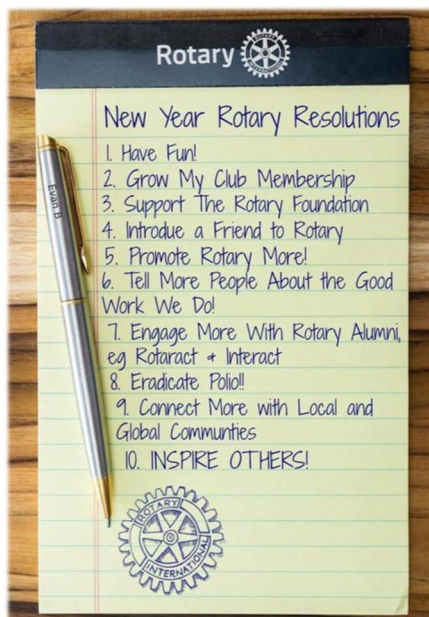 Rotary
New Year Rotary Resolutions
1. Have Fun!
2. Grow My Club Membership
3. Support The Rotary Foundation
4. Introdue a Friend to Rotary
5. Promote Rotary More!
6. Tell More People About the Good
Work We Do!
7. Engage More With Rotary Alumni,
eg Rotaract + Interact
8. Eradicate Polio!!
9. Connect More with Local and
Global Communties
10. INSPIRE OTHERS!
Evan B
ROTARY
INTERNATIONAL